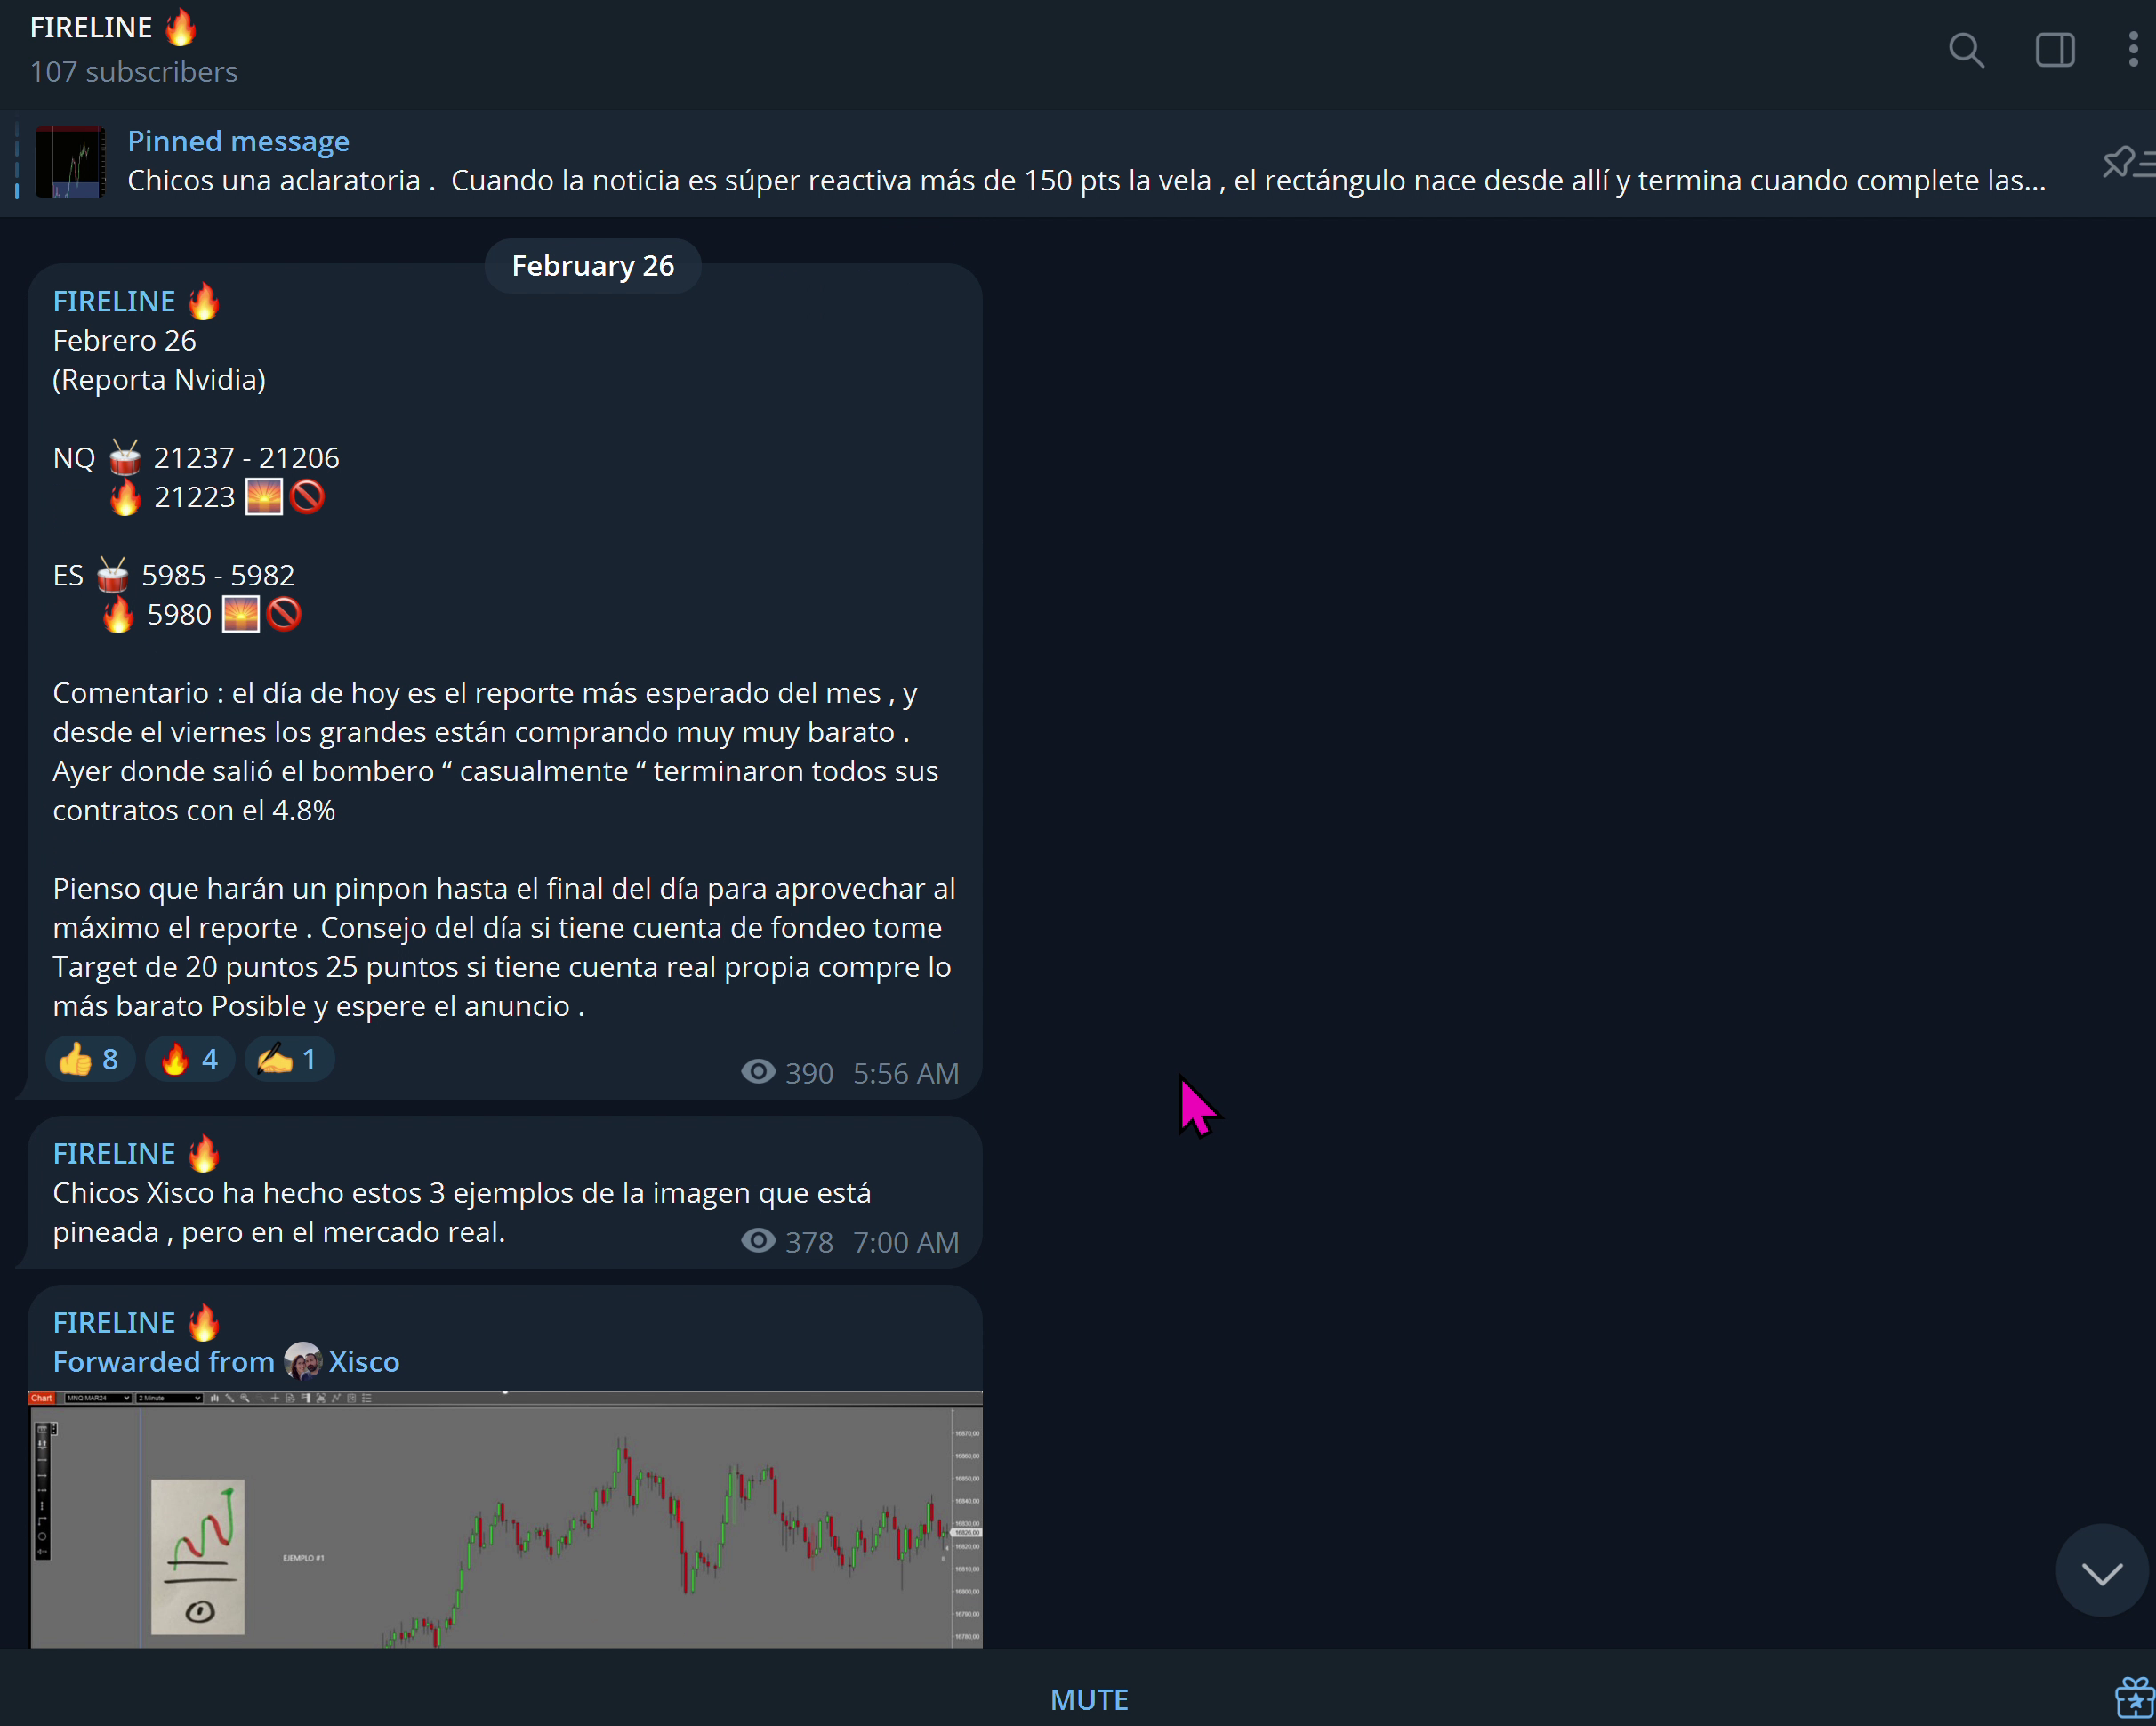 FIRELINE 🔥
107 subscribers
Pinned message
Chicos una aclaratoria .  Cuando la noticia es súper reactiva más de 150 pts la vela , el rectángulo nace desde allí y termina cuando complete las...
February 26
FIRELINE 🔥
Febrero 26
(Reporta Nvidia)
NQ 🥁 21237 - 21206
🔥 21223 🌅🚫
ES 🥁 5985 - 5982
🔥 5980 🌅🚫
Comentario : el día de hoy es el reporte más esperado del mes , y
desde el viernes los grandes están comprando muy muy barato .
Ayer donde salió el bombero “ casualmente “ terminaron todos sus
contratos con el 4.8%
Pienso que harán un pinpon hasta el final del día para aprovechar al
máximo el reporte . Consejo del día si tiene cuenta de fondeo tome
Target de 20 puntos 25 puntos si tiene cuenta real propia compre lo
más barato Posible y espere el anuncio .
👍 8 🔥 4 ✍️ 1
390 5:56 AM
FIRELINE 🔥
Chicos Xisco ha hecho estos 3 ejemplos de la imagen que está
pineada , pero en el mercado real.
378 7:00 AM
FIRELINE 🔥
Forwarded from Xisco
Chart MNQ MAR24 2 Minute
EJEMPLO #1
MUTE